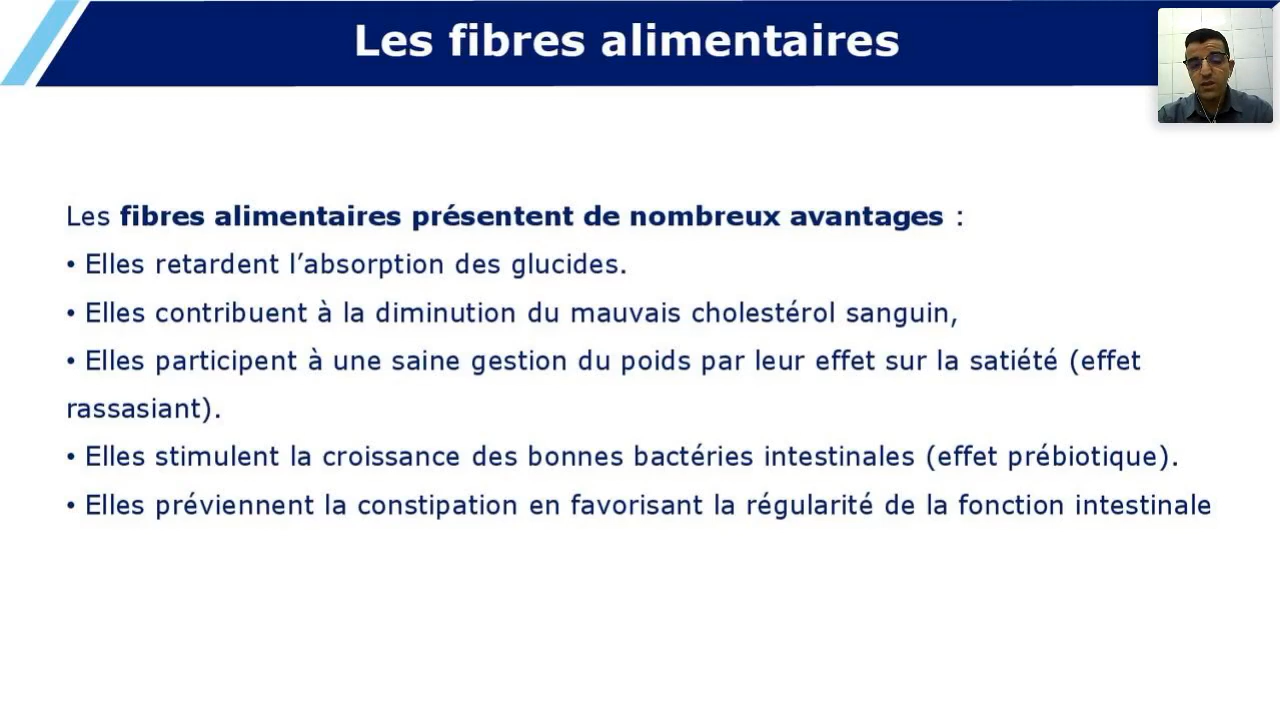 Les fibres alimentaires
Les fibres alimentaires présentent de nombreux avantages :
• Elles retardent l’absorption des glucides.
• Elles contribuent à la diminution du mauvais cholestérol sanguin,
• Elles participent à une saine gestion du poids par leur effet sur la satiété (effet
rassasiant).
• Elles stimulent la croissance des bonnes bactéries intestinales (effet prébiotique).
• Elles préviennent la constipation en favorisant la régularité de la fonction intestinale